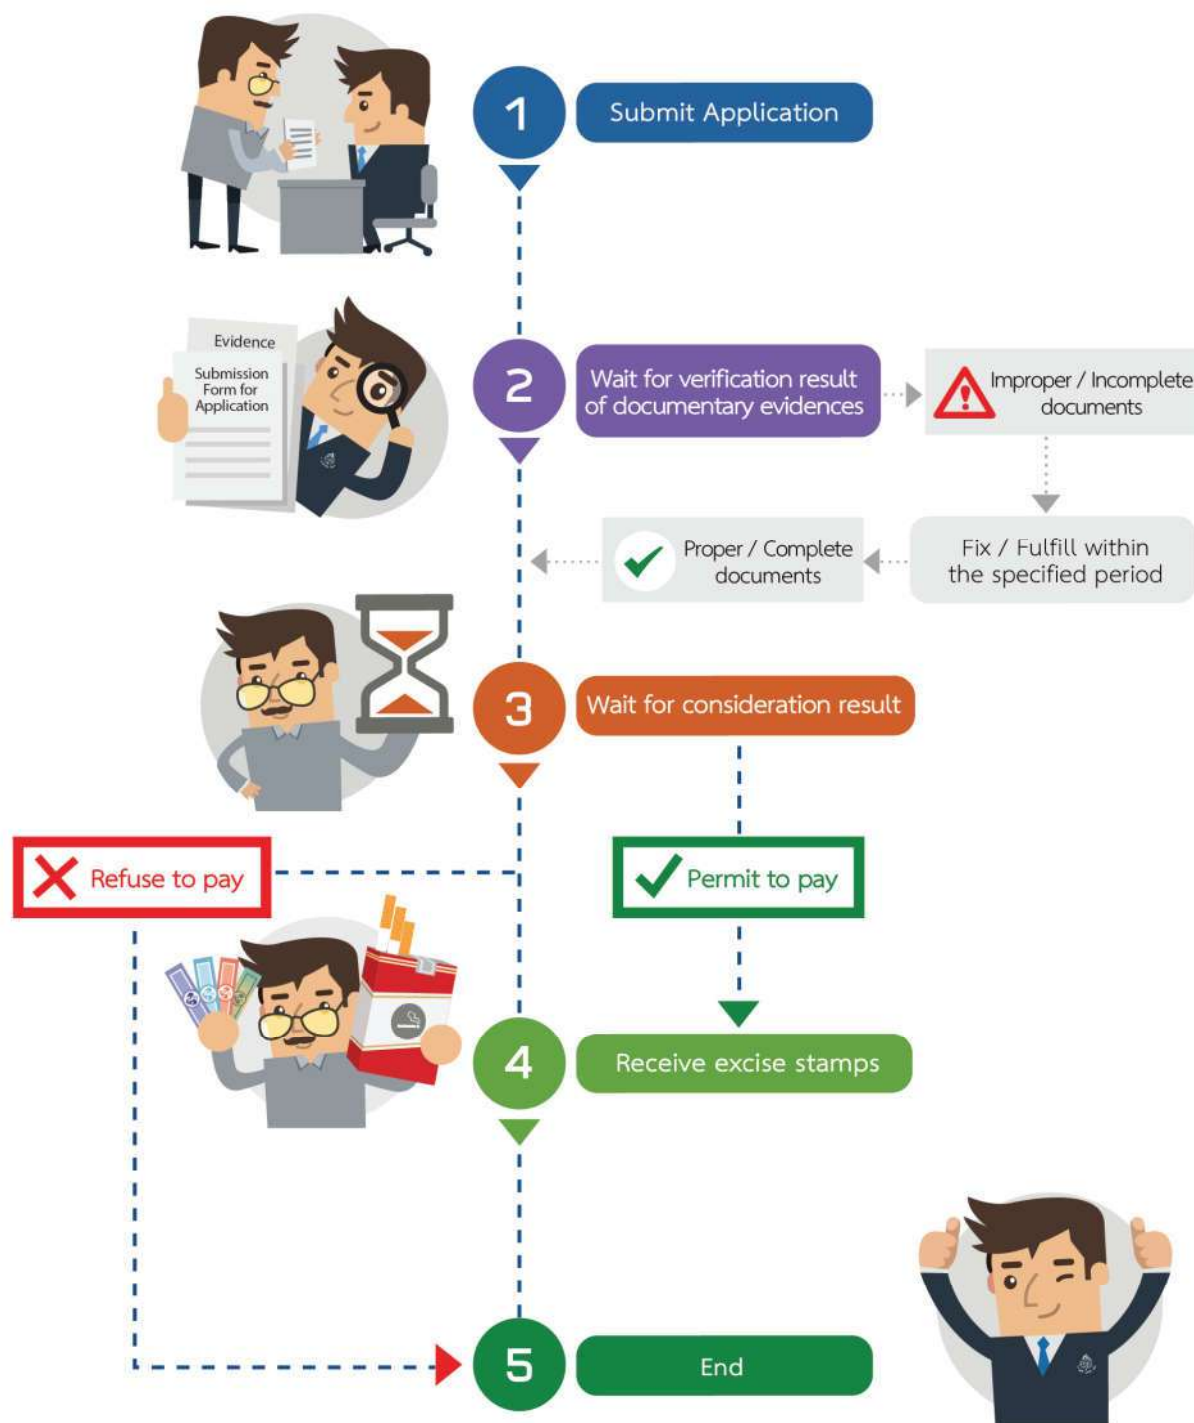 1
Submit Application
Evidence
Submission
Form for
Application
2
Wait for verification result
of documentary evidences
Improper / Incomplete
documents
Fix / Fulfill within
the specified period
Proper / Complete
documents
3
Wait for consideration result
Refuse to pay
Permit to pay
4
Receive excise stamps
5
End